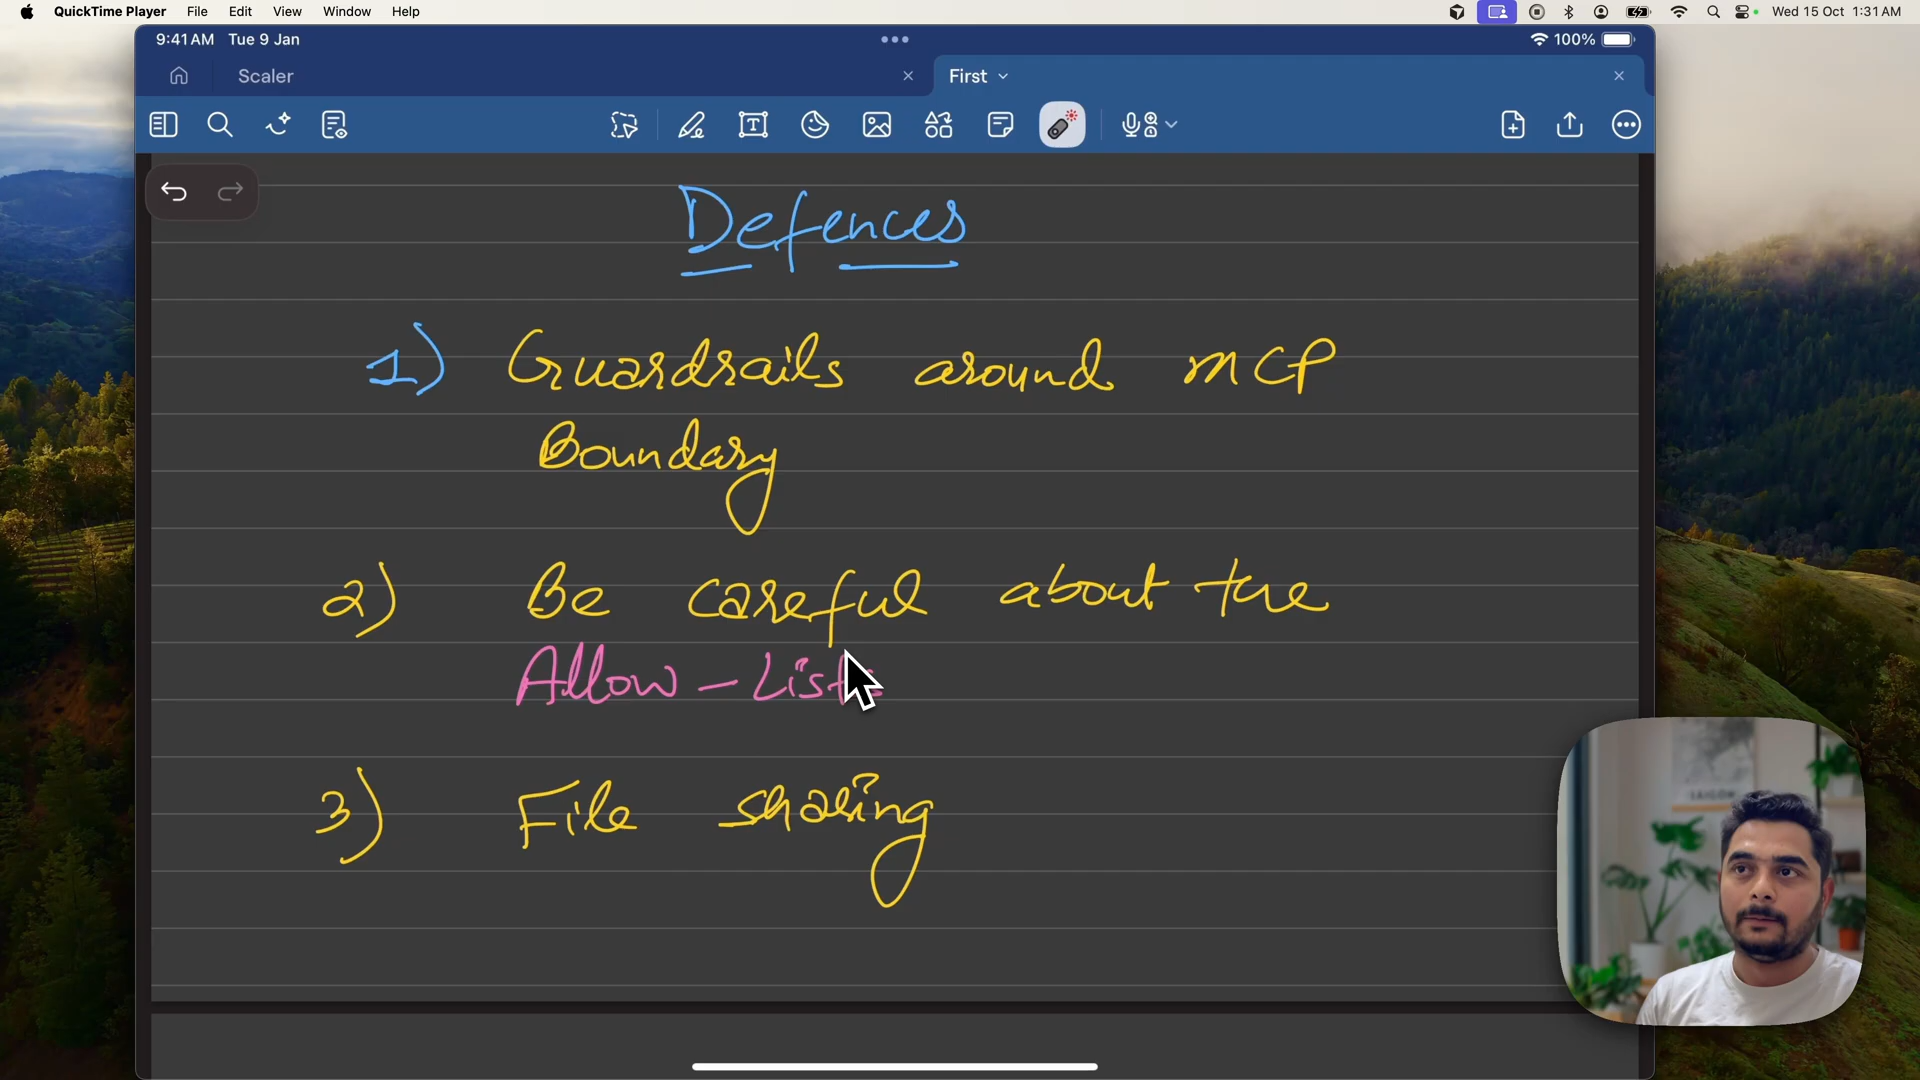 QuickTime Player File Edit View Window Help Wed 15 Oct 1:31 AM
9:41 AM Tue 9 Jan 100%
Scaler First
Defences
1) Guardrails around MCP
Boundary
2) Be careful about the
Allow - Lists
3) File sharing